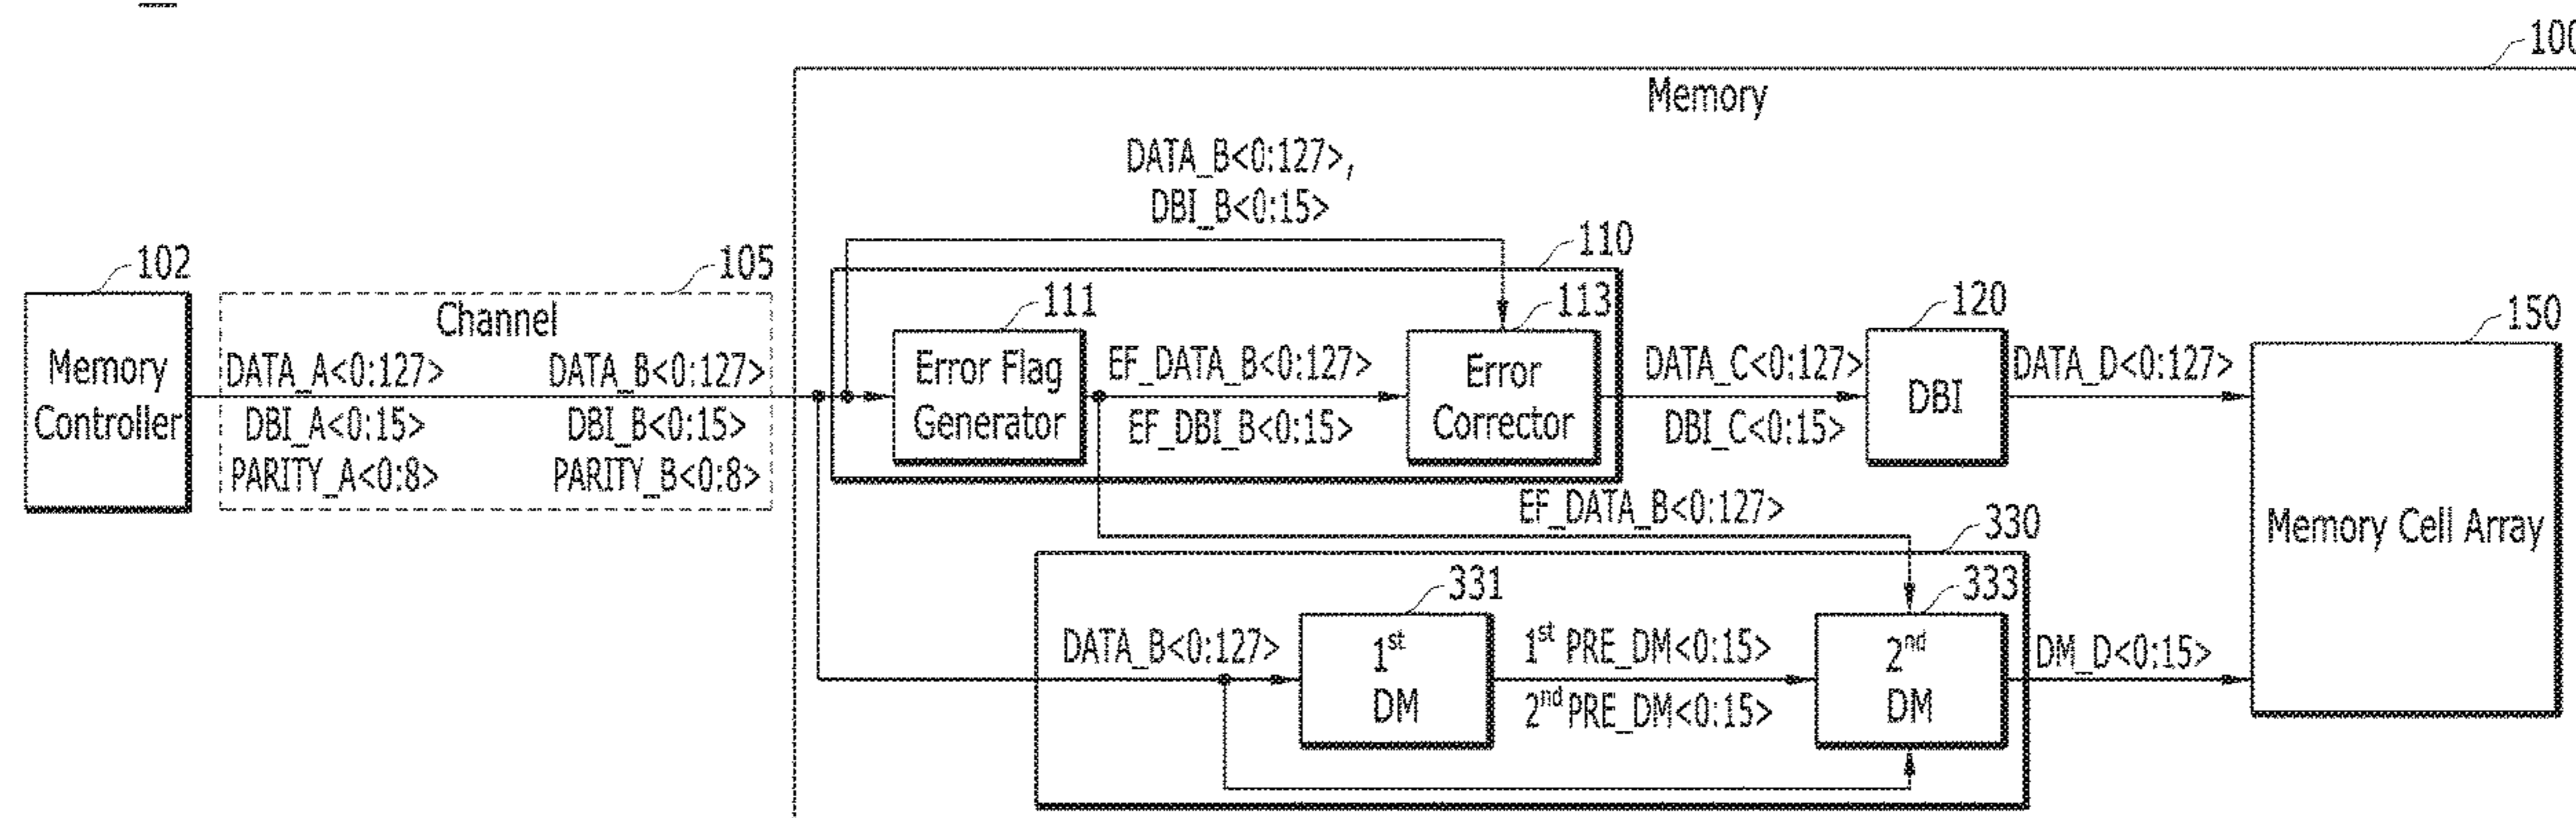 100
Memory
DATA_B<0:127>,
DBI_B<0:15>
102
105
110
Channel
111
113
120
150
Memory
Controller
DATA_A<0:127>
DBI_A<0:15>
PARITY_A<0:8>
DATA_B<0:127>
DBI_B<0:15>
PARITY_B<0:8>
Error Flag
Generator
EF_DATA_B<0:127>
EF_DBI_B<0:15>
Error
Corrector
DATA_C<0:127>
DBI_C<0:15>
DBI
DATA_D<0:127>
Memory Cell Array
EF_DATA_B<0:127>
330
331
333
DATA_B<0:127>
1st
DM
1st PRE_DM<0:15>
2nd PRE_DM<0:15>
2nd
DM
DM_D<0:15>